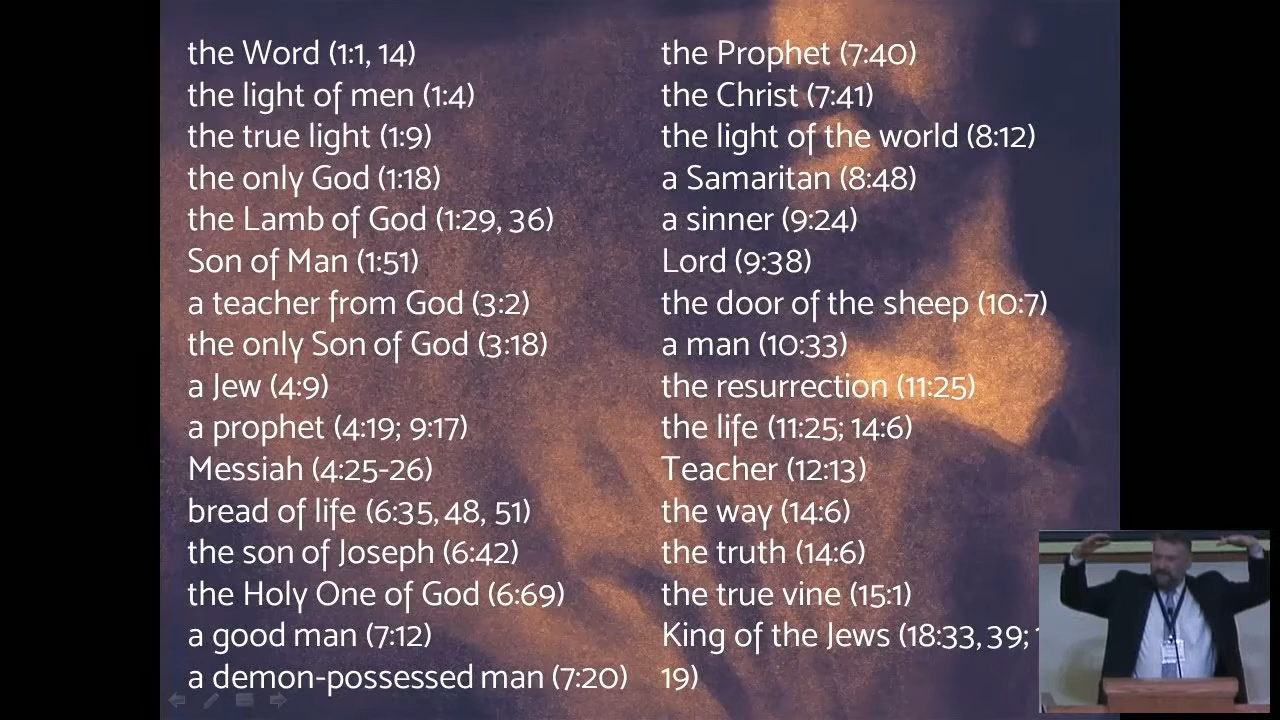 the Word (1:1, 14)
the light of men (1:4)
the true light (1:9)
the only God (1:18)
the Lamb of God (1:29, 36)
Son of Man (1:51)
a teacher from God (3:2)
the only Son of God (3:18)
a Jew (4:9)
a prophet (4:19; 9:17)
Messiah (4:25-26)
bread of life (6:35, 48, 51)
the son of Joseph (6:42)
the Holy One of God (6:69)
a good man (7:12)
a demon-possessed man (7:20)
the Prophet (7:40)
the Christ (7:41)
the light of the world (8:12)
a Samaritan (8:48)
a sinner (9:24)
Lord (9:38)
the door of the sheep (10:7)
a man (10:33)
the resurrection (11:25)
the life (11:25; 14:6)
Teacher (12:13)
the way (14:6)
the truth (14:6)
the true vine (15:1)
King of the Jews (18:33, 39;
19)